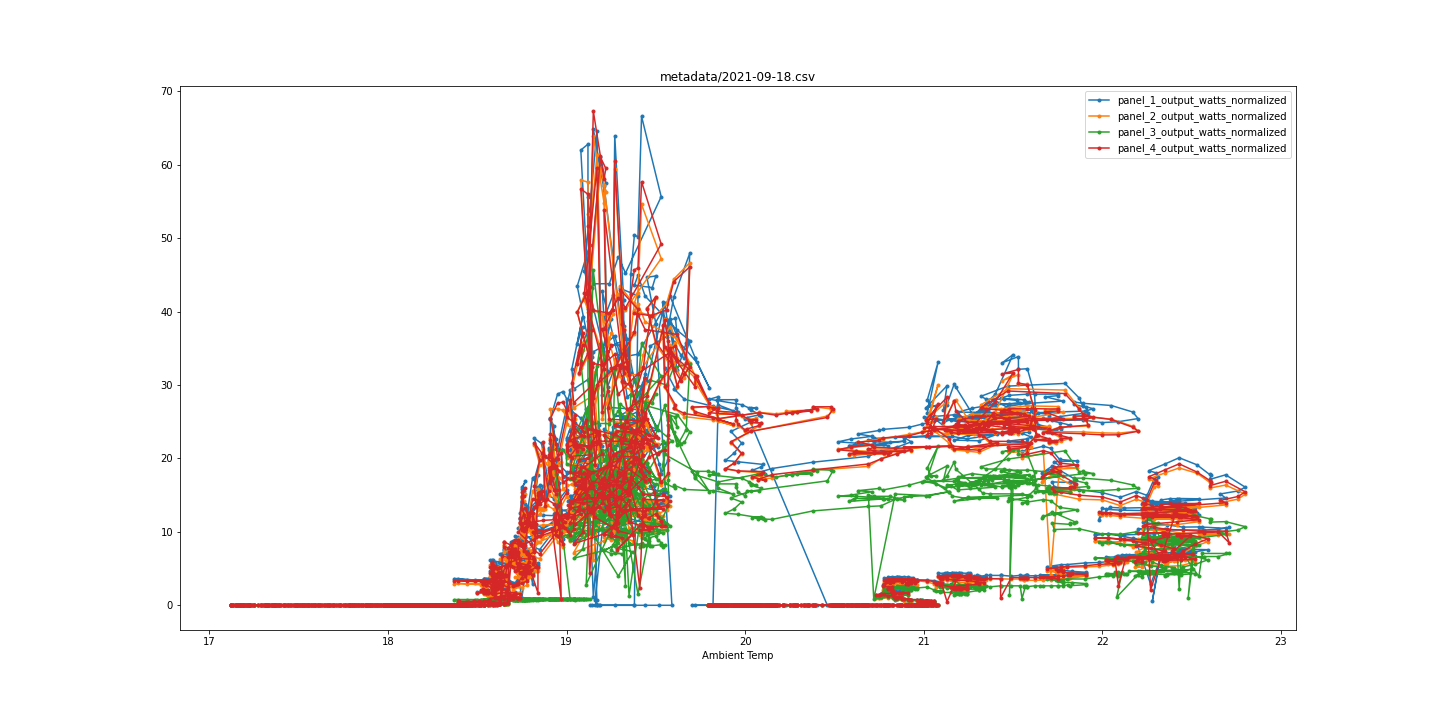 metadata/2021-09-18.csv
70
60
50
40
30
20
10
0
panel_1_output_watts_normalized
panel_2_output_watts_normalized
panel_3_output_watts_normalized
panel_4_output_watts_normalized
17 18 19 20 21 22 23
Ambient Temp